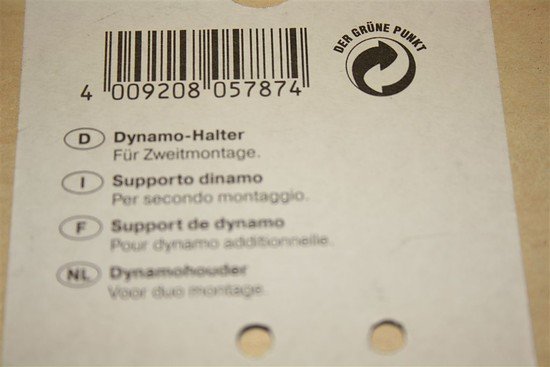 DER GRÜNE PUNKT
4 009208 057874
D Dynamo-Halter
Für Zweitmontage.
I Supporto dinamo
Per secondo montaggio.
F Support de dynamo
Pour dynamo additionnelle.
NL Dynamohouder
Voor duo montage.